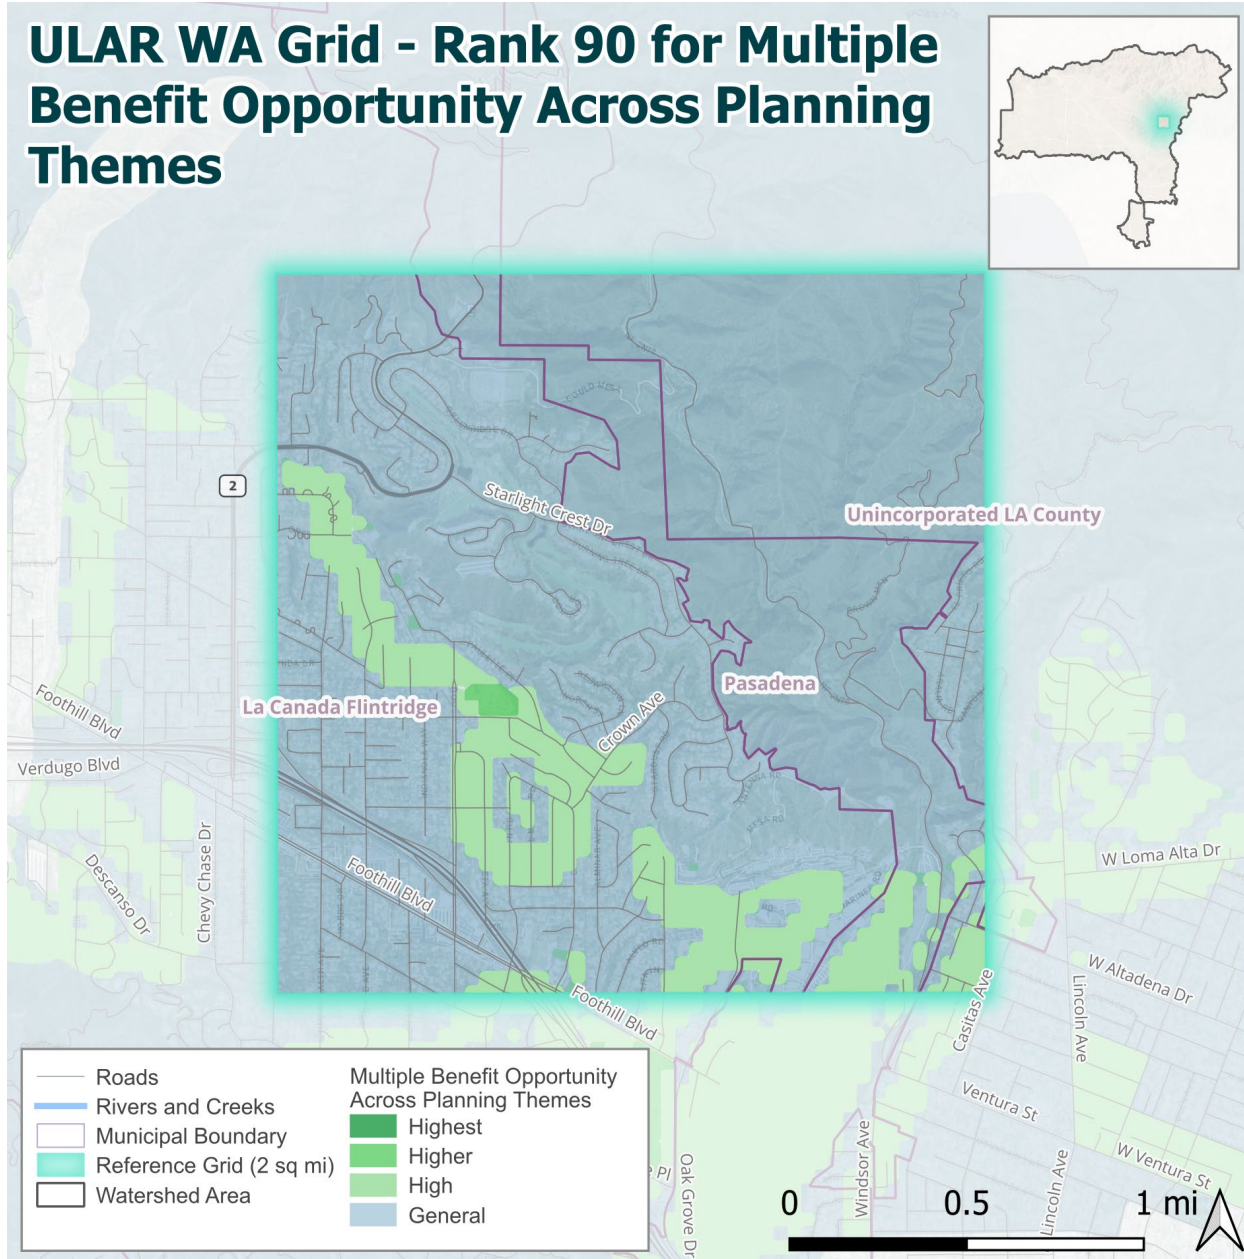 ULAR WA Grid - Rank 90 for Multiple
Benefit Opportunity Across Planning
Themes
2
Starlight Crest Dr
Unincorporated LA County
Pasadena
La Canada Flintridge
Crown Ave
Foothill Blvd
Verdugo Blvd
Descanso Dr
Chevy Chase Dr
Foothill Blvd
MESA RD
W Loma Alta Dr
W Altadena Dr
Foothill Blvd
Casitas Ave
Lincoln Ave
Ventura St
W Ventura St
Windsor Ave
Lincoln Ave
Oak Grove Dr
Pl
Roads
Rivers and Creeks
Municipal Boundary
Reference Grid (2 sq mi)
Watershed Area
Multiple Benefit Opportunity
Across Planning Themes
Highest
Higher
High
General
0 0.5 1 mi